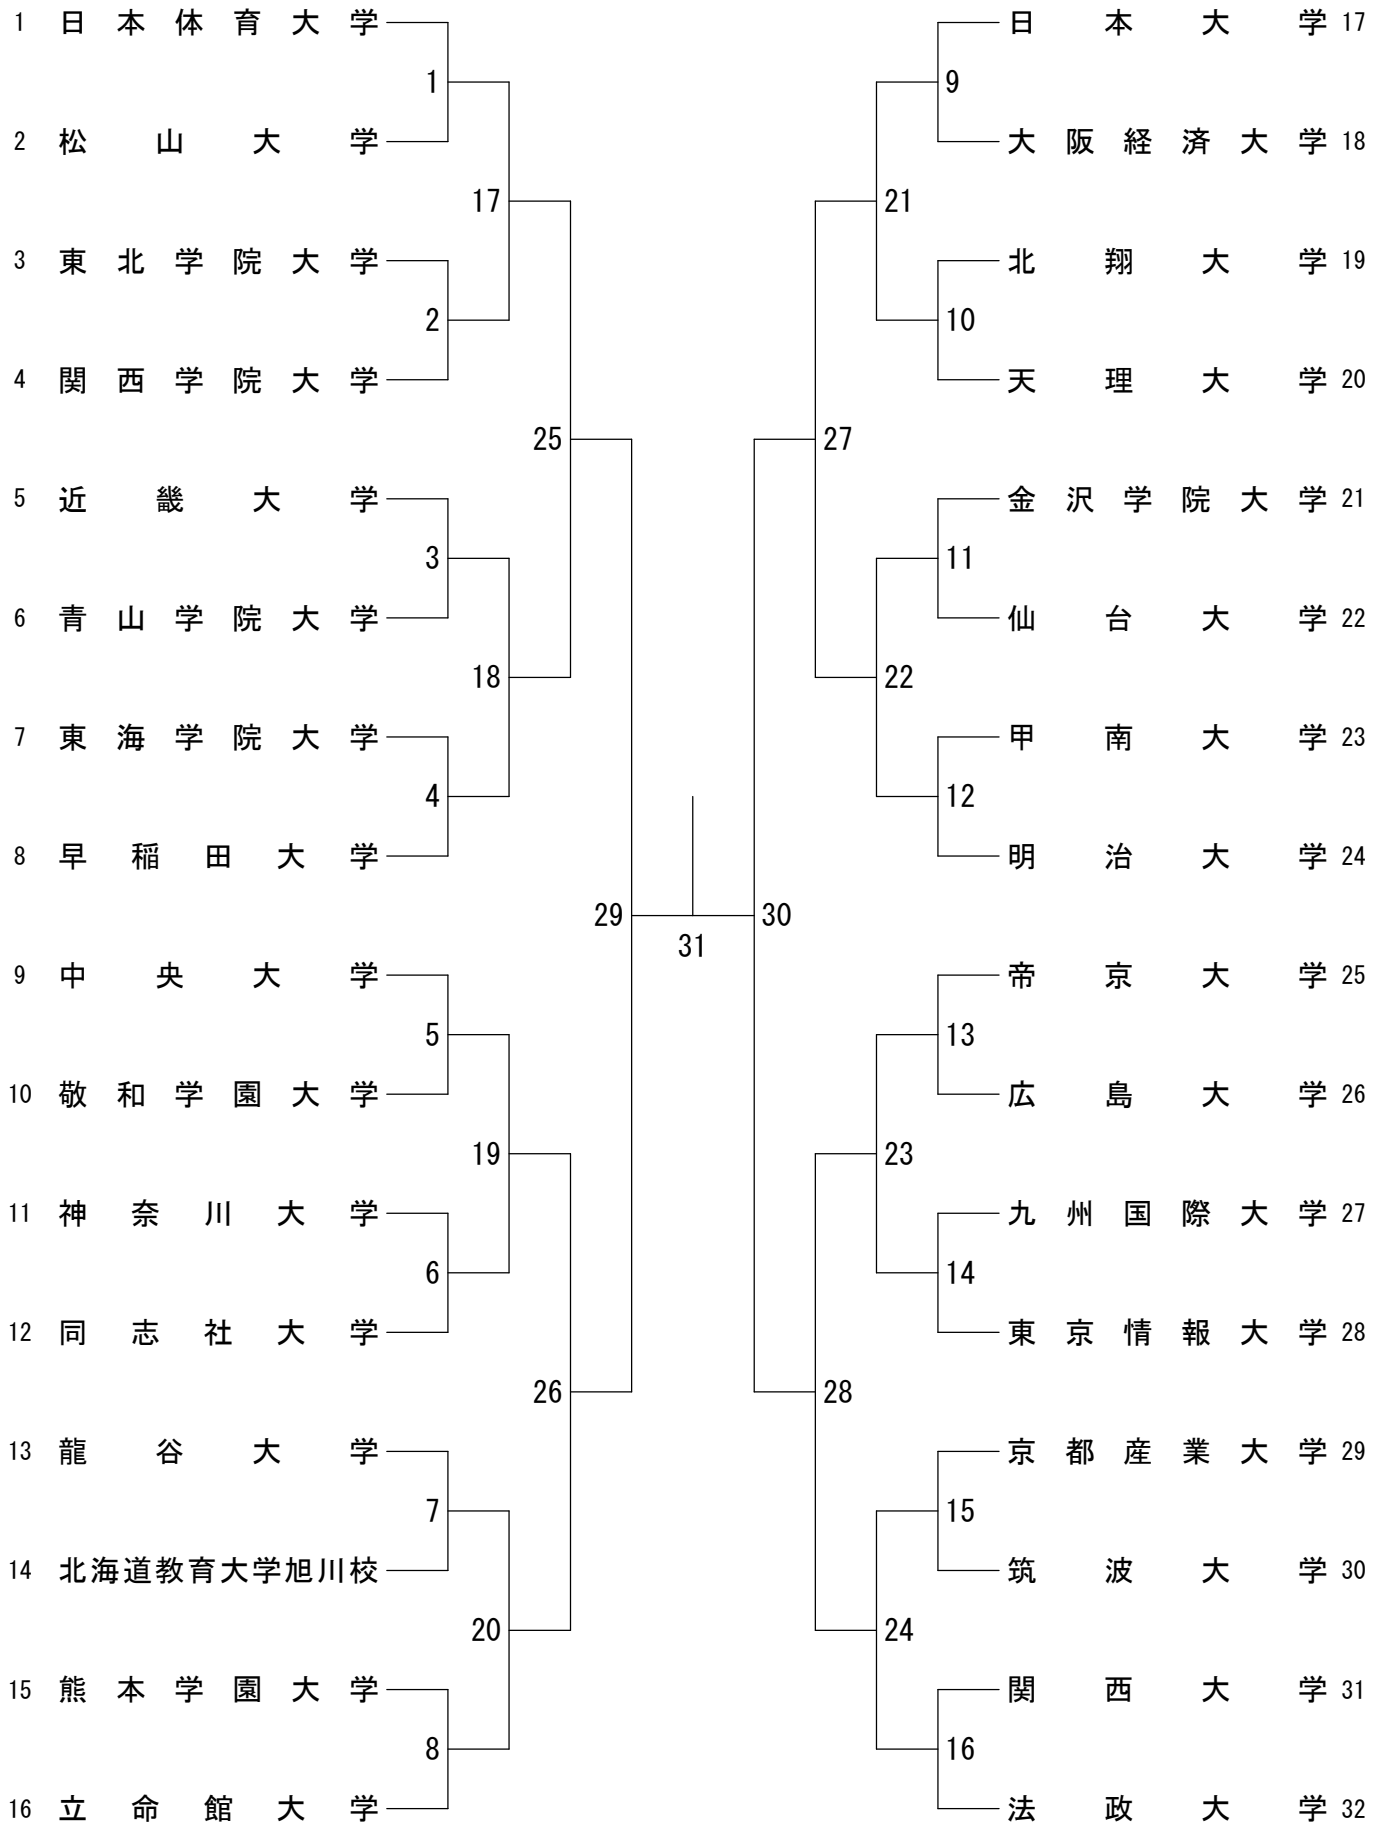 1 日本体育大学
1
2 松山大学
17
3 東北学院大学
2
4 関西学院大学
25
5 近畿大学
3
6 青山学院大学
18
7 東海学院大学
4
8 早稲田大学
29
9 中央大学
5
10 敬和学園大学
19
11 神奈川大学
6
12 同志社大学
26
13 龍谷大学
7
14 北海道教育大学旭川校
20
15 熊本学園大学
8
16 立命館大学
31
日本大学 17
9
大阪経済大学 18
21
北翔大学 19
10
天理大学 20
27
金沢学院大学 21
11
仙台大学 22
22
甲南大学 23
12
明治大学 24
30
帝京大学 25
13
広島大学 26
23
九州国際大学 27
14
東京情報大学 28
28
京都産業大学 29
15
筑波大学 30
24
関西大学 31
16
法政大学 32